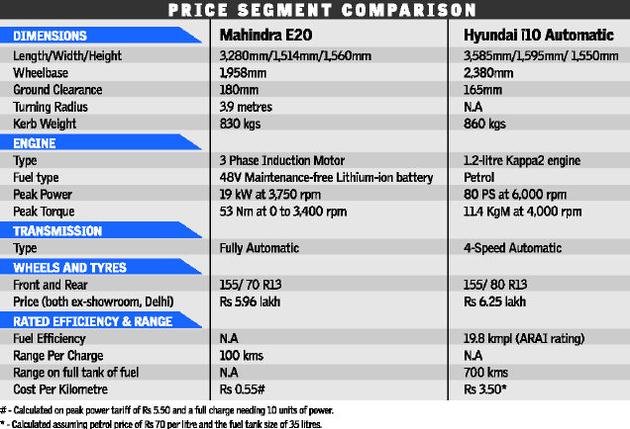 PRICE SEGMENT COMPARISON
DIMENSIONS Mahindra E20 Hyundai i10 Automatic
Length/Width/Height 3,280mm/1,514mm/1,560mm 3,585mm/1,595mm/ 1,550mm
Wheelbase 1,958mm 2,380mm
Ground Clearance 180mm 165mm
Turning Radius 3.9 metres N.A
Kerb Weight 830 kgs 860 kgs
ENGINE
Type 3 Phase Induction Motor 1.2-litre Kappa2 engine
Fuel type 48V Maintenance-free Lithium-ion battery Petrol
Peak Power 19 kW at 3,750 rpm 80 PS at 6,000 rpm
Peak Torque 53 Nm at 0 to 3,400 rpm 11.4 KgM at 4,000 rpm
TRANSMISSION
Type Fully Automatic 4-Speed Automatic
WHEELS AND TYRES
Front and Rear 155/ 70 R13 155/ 80 R13
Price (both ex-showroom, Delhi) Rs 5.96 lakh Rs 6.25 lakh
RATED EFFICIENCY & RANGE
Fuel Efficiency N.A 19.8 kmpl (ARAI rating)
Range Per Charge 100 kms N.A
Range on full tank of fuel N.A 700 kms
Cost Per Kilometre Rs 0.55# Rs 3.50*
# - Calculated on peak power tariff of Rs 5.50 and a full charge needing 10 units of power.
* - Calculated assuming petrol price of Rs 70 per litre and the fuel tank size of 35 litres.